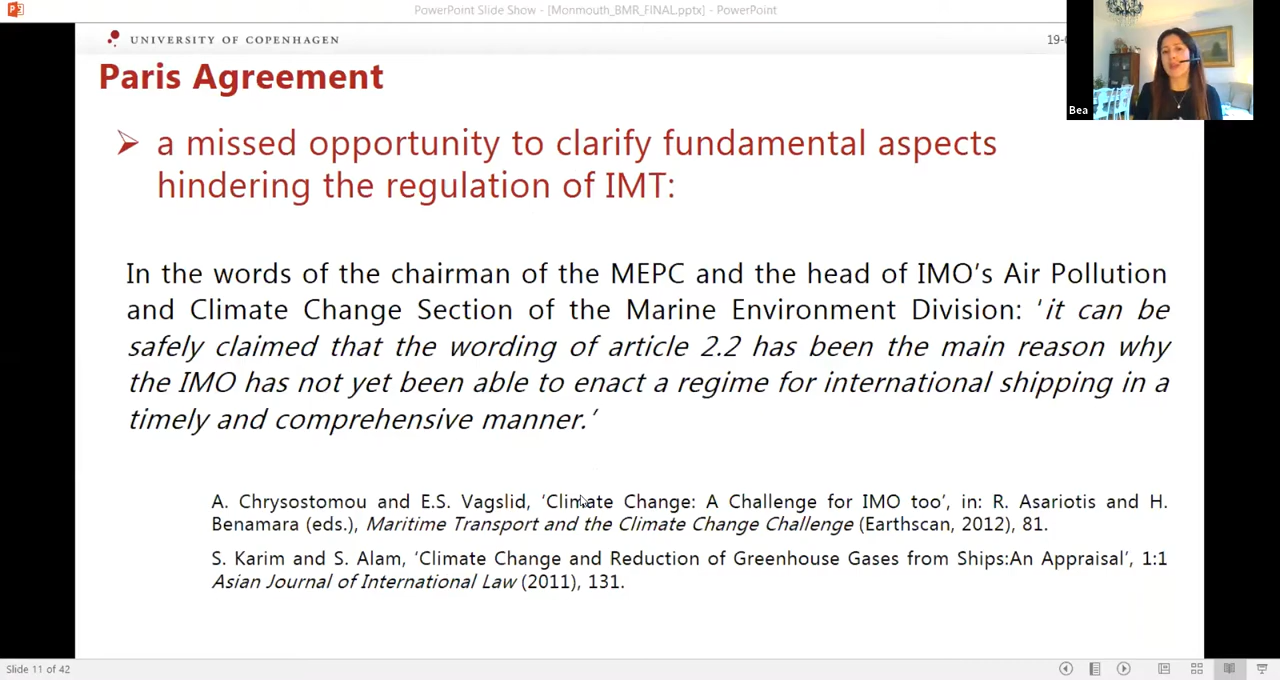 PowerPoint Slide Show - [Monmouth_BMR_FINAL.pptx] - PowerPoint
UNIVERSITY OF COPENHAGEN
19-0
Bea
Paris Agreement
a missed opportunity to clarify fundamental aspects
hindering the regulation of IMT:
In the words of the chairman of the MEPC and the head of IMO's Air Pollution
and Climate Change Section of the Marine Environment Division: 'it can be
safely claimed that the wording of article 2.2 has been the main reason why
the IMO has not yet been able to enact a regime for international shipping in a
timely and comprehensive manner.'
A. Chrysostomou and E.S. Vagslid, 'Climate Change: A Challenge for IMO too', in: R. Asariotis and H.
Benamara (eds.), Maritime Transport and the Climate Change Challenge (Earthscan, 2012), 81.
S. Karim and S. Alam, 'Climate Change and Reduction of Greenhouse Gases from Ships:An Appraisal', 1:1
Asian Journal of International Law (2011), 131.
Slide 11 of 42